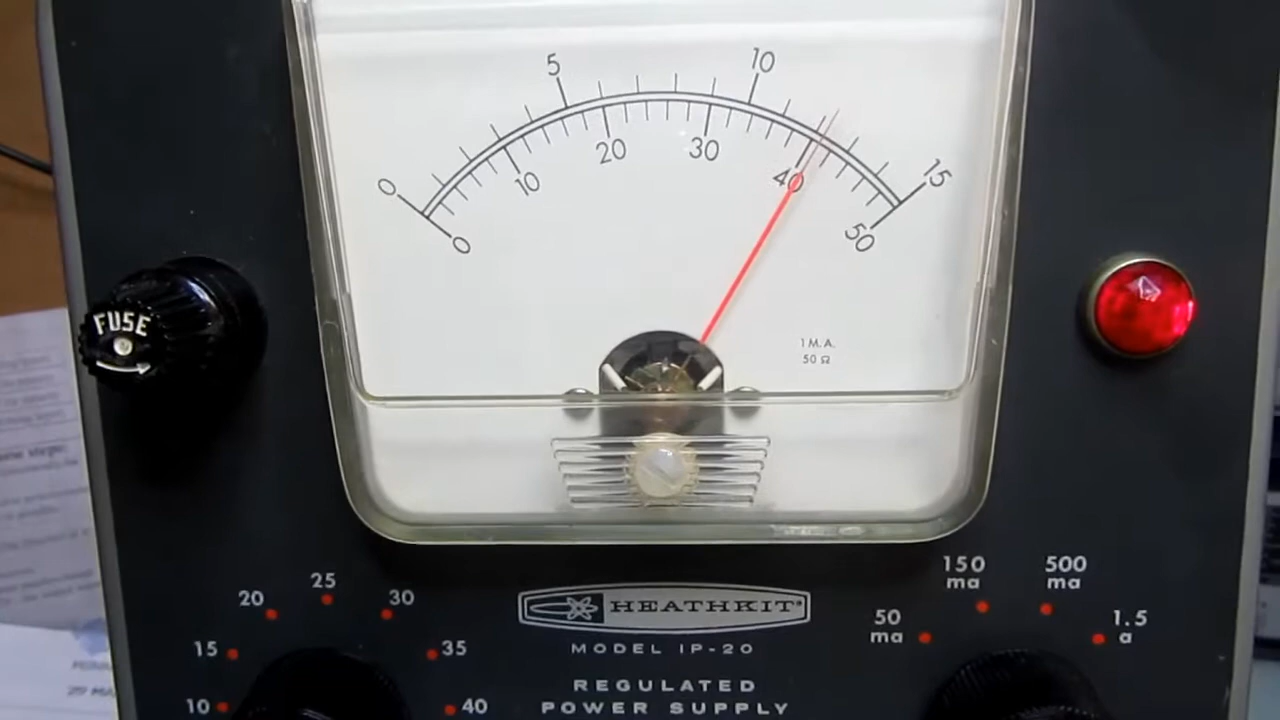 5
10
0
15
10
20
30
40
0
50
FUSE
1 M.A.
50 Ω
25
20
30
15
35
10
40
HEATHKIT®
MODEL IP-20
REGULATED
POWER SUPPLY
150
ma
500
ma
50
ma
1.5
a